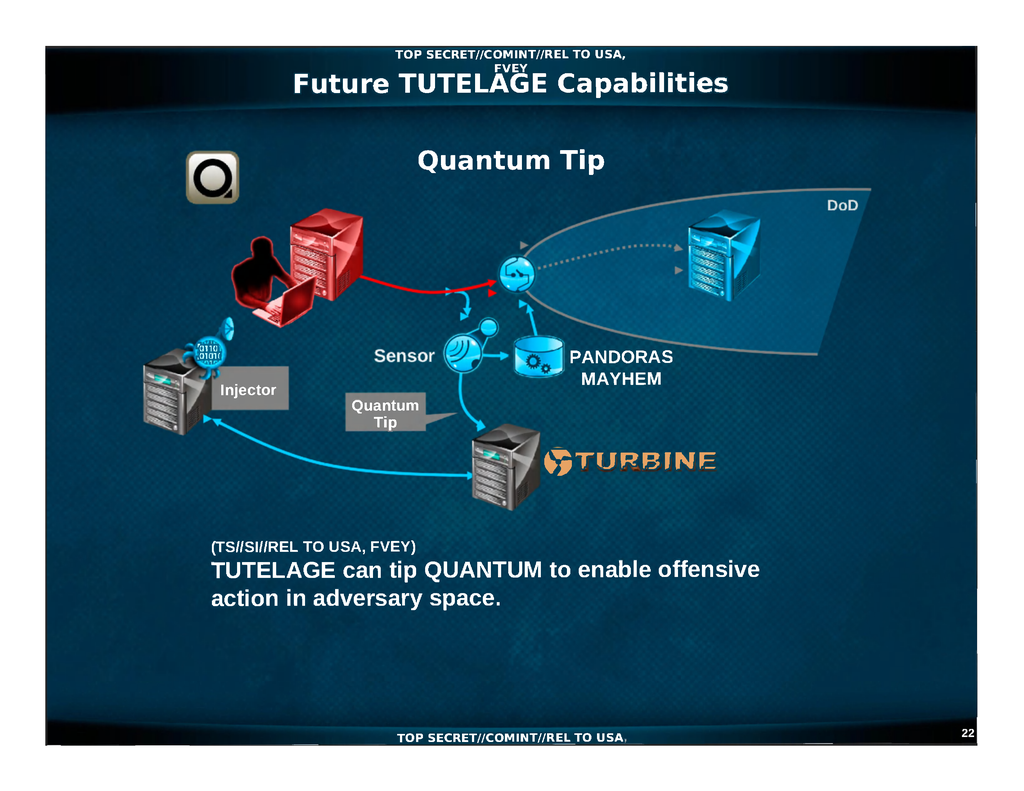 TOP SECRET//COMINT//REL TO USA,
FVEY
Future TUTELAGE Capabilities
Quantum Tip
DoD
Sensor
PANDORAS
MAYHEM
0110
01010
Injector
Quantum
Tip
TURBINE
(TS//SI//REL TO USA, FVEY)
TUTELAGE can tip QUANTUM to enable offensive
action in adversary space.
TOP SECRET//COMINT//REL TO USA,
22